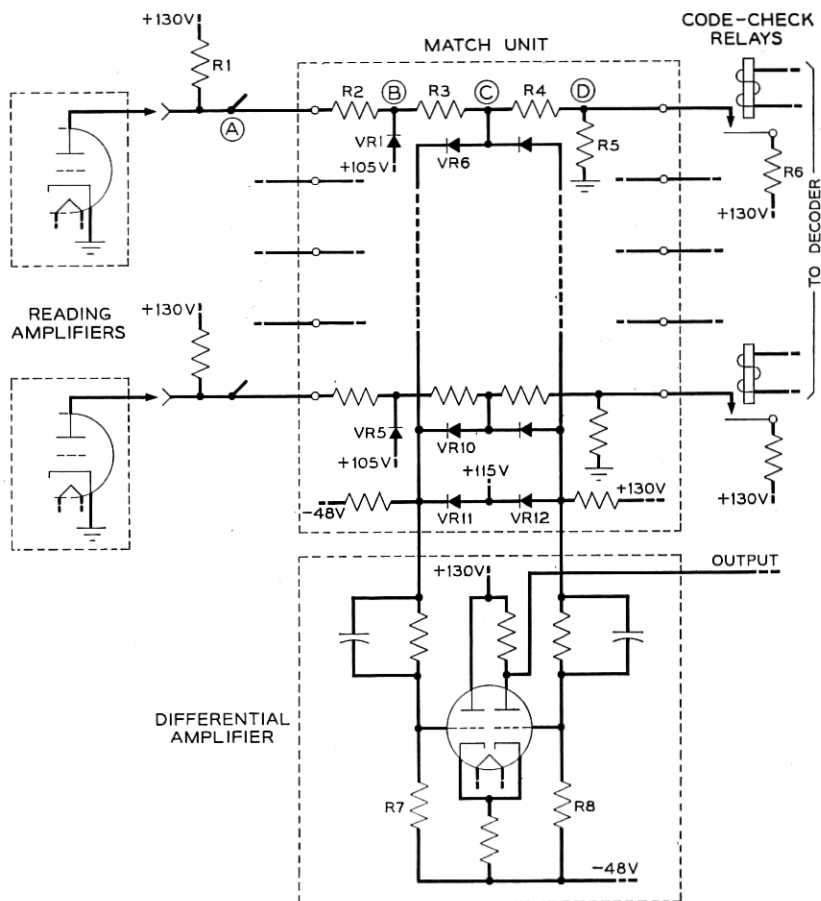 +130V
R1
A
MATCH UNIT
CODE-CHECK
RELAYS
R2
B
R3
C
R4
D
VR1
+105V
VR6
R5
R6
+130V
TO DECODER
READING
AMPLIFIERS
+130V
VR5
+105V
VR10
+115V
-48V
VR11
VR12
+130V
+130V
+130V
OUTPUT
DIFFERENTIAL
AMPLIFIER
R7
R8
-48V